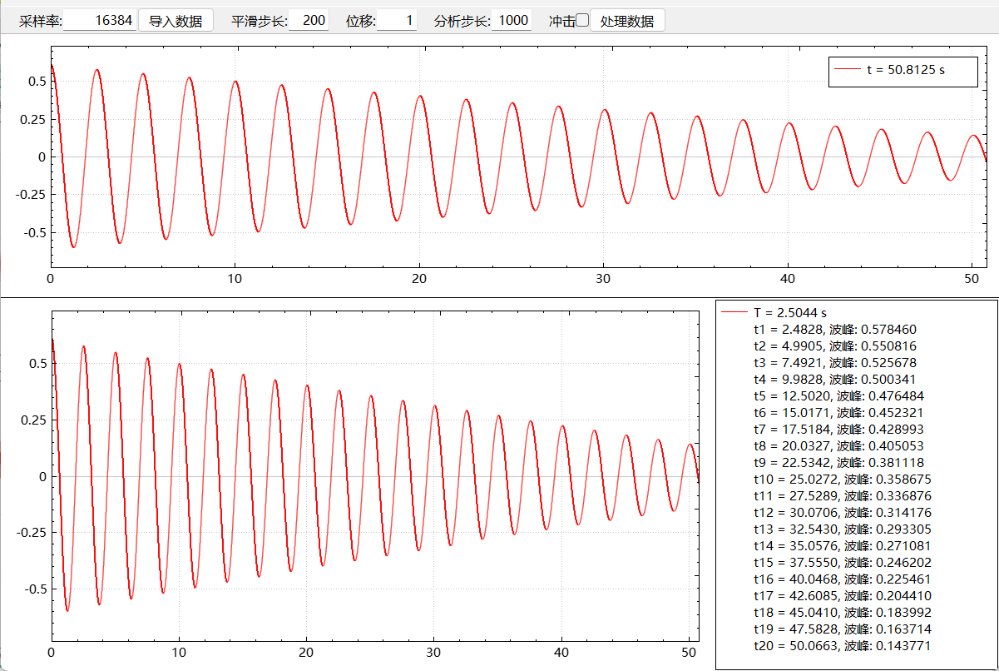 采样率: 16384 导入数据 平滑步长: 200 位移: 1 分析步长: 1000 冲击 处理数据
t = 50.8125 s
0.5
0.25
0
-0.25
-0.5
0 10 20 30 40 50
0.5
0.25
0
-0.25
-0.5
0 10 20 30 40 50
T = 2.5044 s
t1 = 2.4828, 波峰: 0.578460
t2 = 4.9905, 波峰: 0.550816
t3 = 7.4921, 波峰: 0.525678
t4 = 9.9828, 波峰: 0.500341
t5 = 12.5020, 波峰: 0.476484
t6 = 15.0171, 波峰: 0.452321
t7 = 17.5184, 波峰: 0.428993
t8 = 20.0327, 波峰: 0.405053
t9 = 22.5342, 波峰: 0.381118
t10 = 25.0272, 波峰: 0.358675
t11 = 27.5289, 波峰: 0.336876
t12 = 30.0706, 波峰: 0.314176
t13 = 32.5430, 波峰: 0.293305
t14 = 35.0576, 波峰: 0.271081
t15 = 37.5550, 波峰: 0.246202
t16 = 40.0468, 波峰: 0.225461
t17 = 42.6085, 波峰: 0.204410
t18 = 45.0410, 波峰: 0.183992
t19 = 47.5828, 波峰: 0.163714
t20 = 50.0663, 波峰: 0.143771